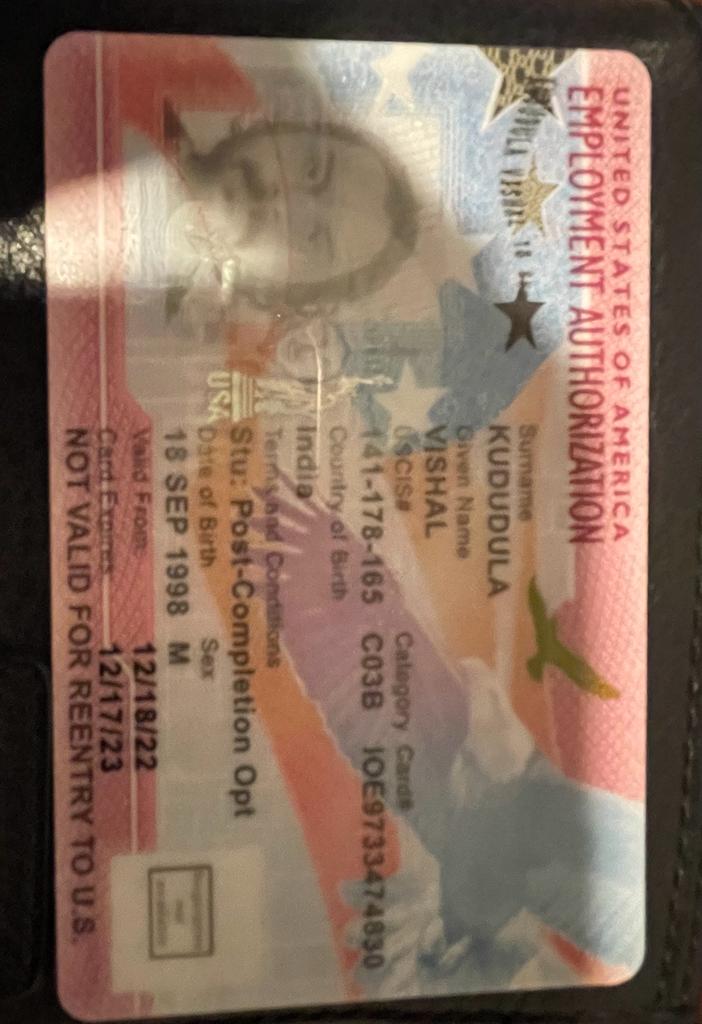 UNITED STATES OF AMERICA
EMPLOYMENT AUTHORIZATION
Surname
KUDUDULA
Given Name
VISHAL
USCIS# Category Card#
141-178-165 C03B IOE9733474830
Country of Birth
India
Terms and Conditions
Stu: Post-Completion Opt
Date of Birth Sex
18 SEP 1998 M
Valid From: 12/18/22
Card Expires: 12/17/23
NOT VALID FOR REENTRY TO U.S.
USA